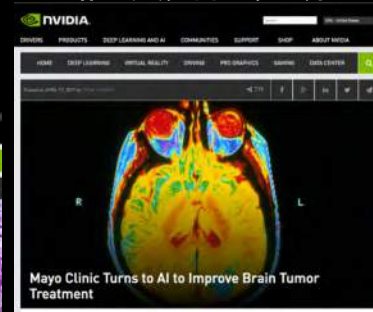 NVIDIA
DRIVERS PRODUCTS DEEP LEARNING AND AI COMMUNITIES SUPPORT SHOP ABOUT NVIDIA
HOME DEEP LEARNING VIRTUAL REALITY DRIVING PRO GRAPHICS GAMING DATA CENTER
R L
Mayo Clinic Turns to AI to Improve Brain Tumor
Treatment